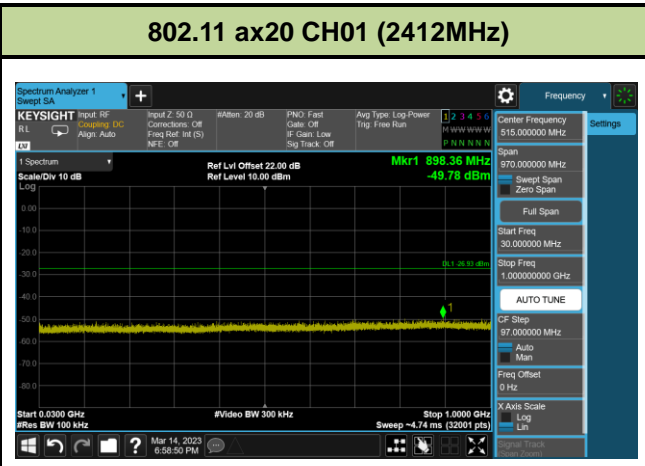 802.11 ax20 CH01 (2412MHz)
Spectrum Analyzer 1
Swept SA
+
Frequency
KEYSIGHT
RL
LXI
Input: RF
Coupling: DC
Align: Auto
Input Z: 50 Ω
Corrections: Off
Freq Ref: Int (S)
NFE: Off
#Atten: 20 dB
PNO: Fast
Gate: Off
IF Gain: Low
Sig Track: Off
Avg Type: Log-Power
Trig: Free Run
1 2 3 4 5 6
M W W W W W
P N N N N N
1 Spectrum
Scale/Div 10 dB
Log
Ref Lvl Offset 22.00 dB
Ref Level 10.00 dBm
Mkr1 898.36 MHz
-49.78 dBm
0.00
-10.0
-20.0
-30.0
-40.0
-50.0
-60.0
-70.0
-80.0
DL1 -26.93 dBm
1
Start 0.0300 GHz
#Res BW 100 kHz
#Video BW 300 kHz
Stop 1.0000 GHz
Sweep ~4.74 ms (32001 pts)
Center Frequency
515.000000 MHz
Settings
Span
970.000000 MHz
Swept Span
Zero Span
Full Span
Start Freq
30.000000 MHz
Stop Freq
1.000000000 GHz
AUTO TUNE
CF Step
97.000000 MHz
Auto
Man
Freq Offset
0 Hz
X Axis Scale
Log
Lin
Signal Track
(Span Zoom)
?
Mar 14, 2023
6:58:50 PM